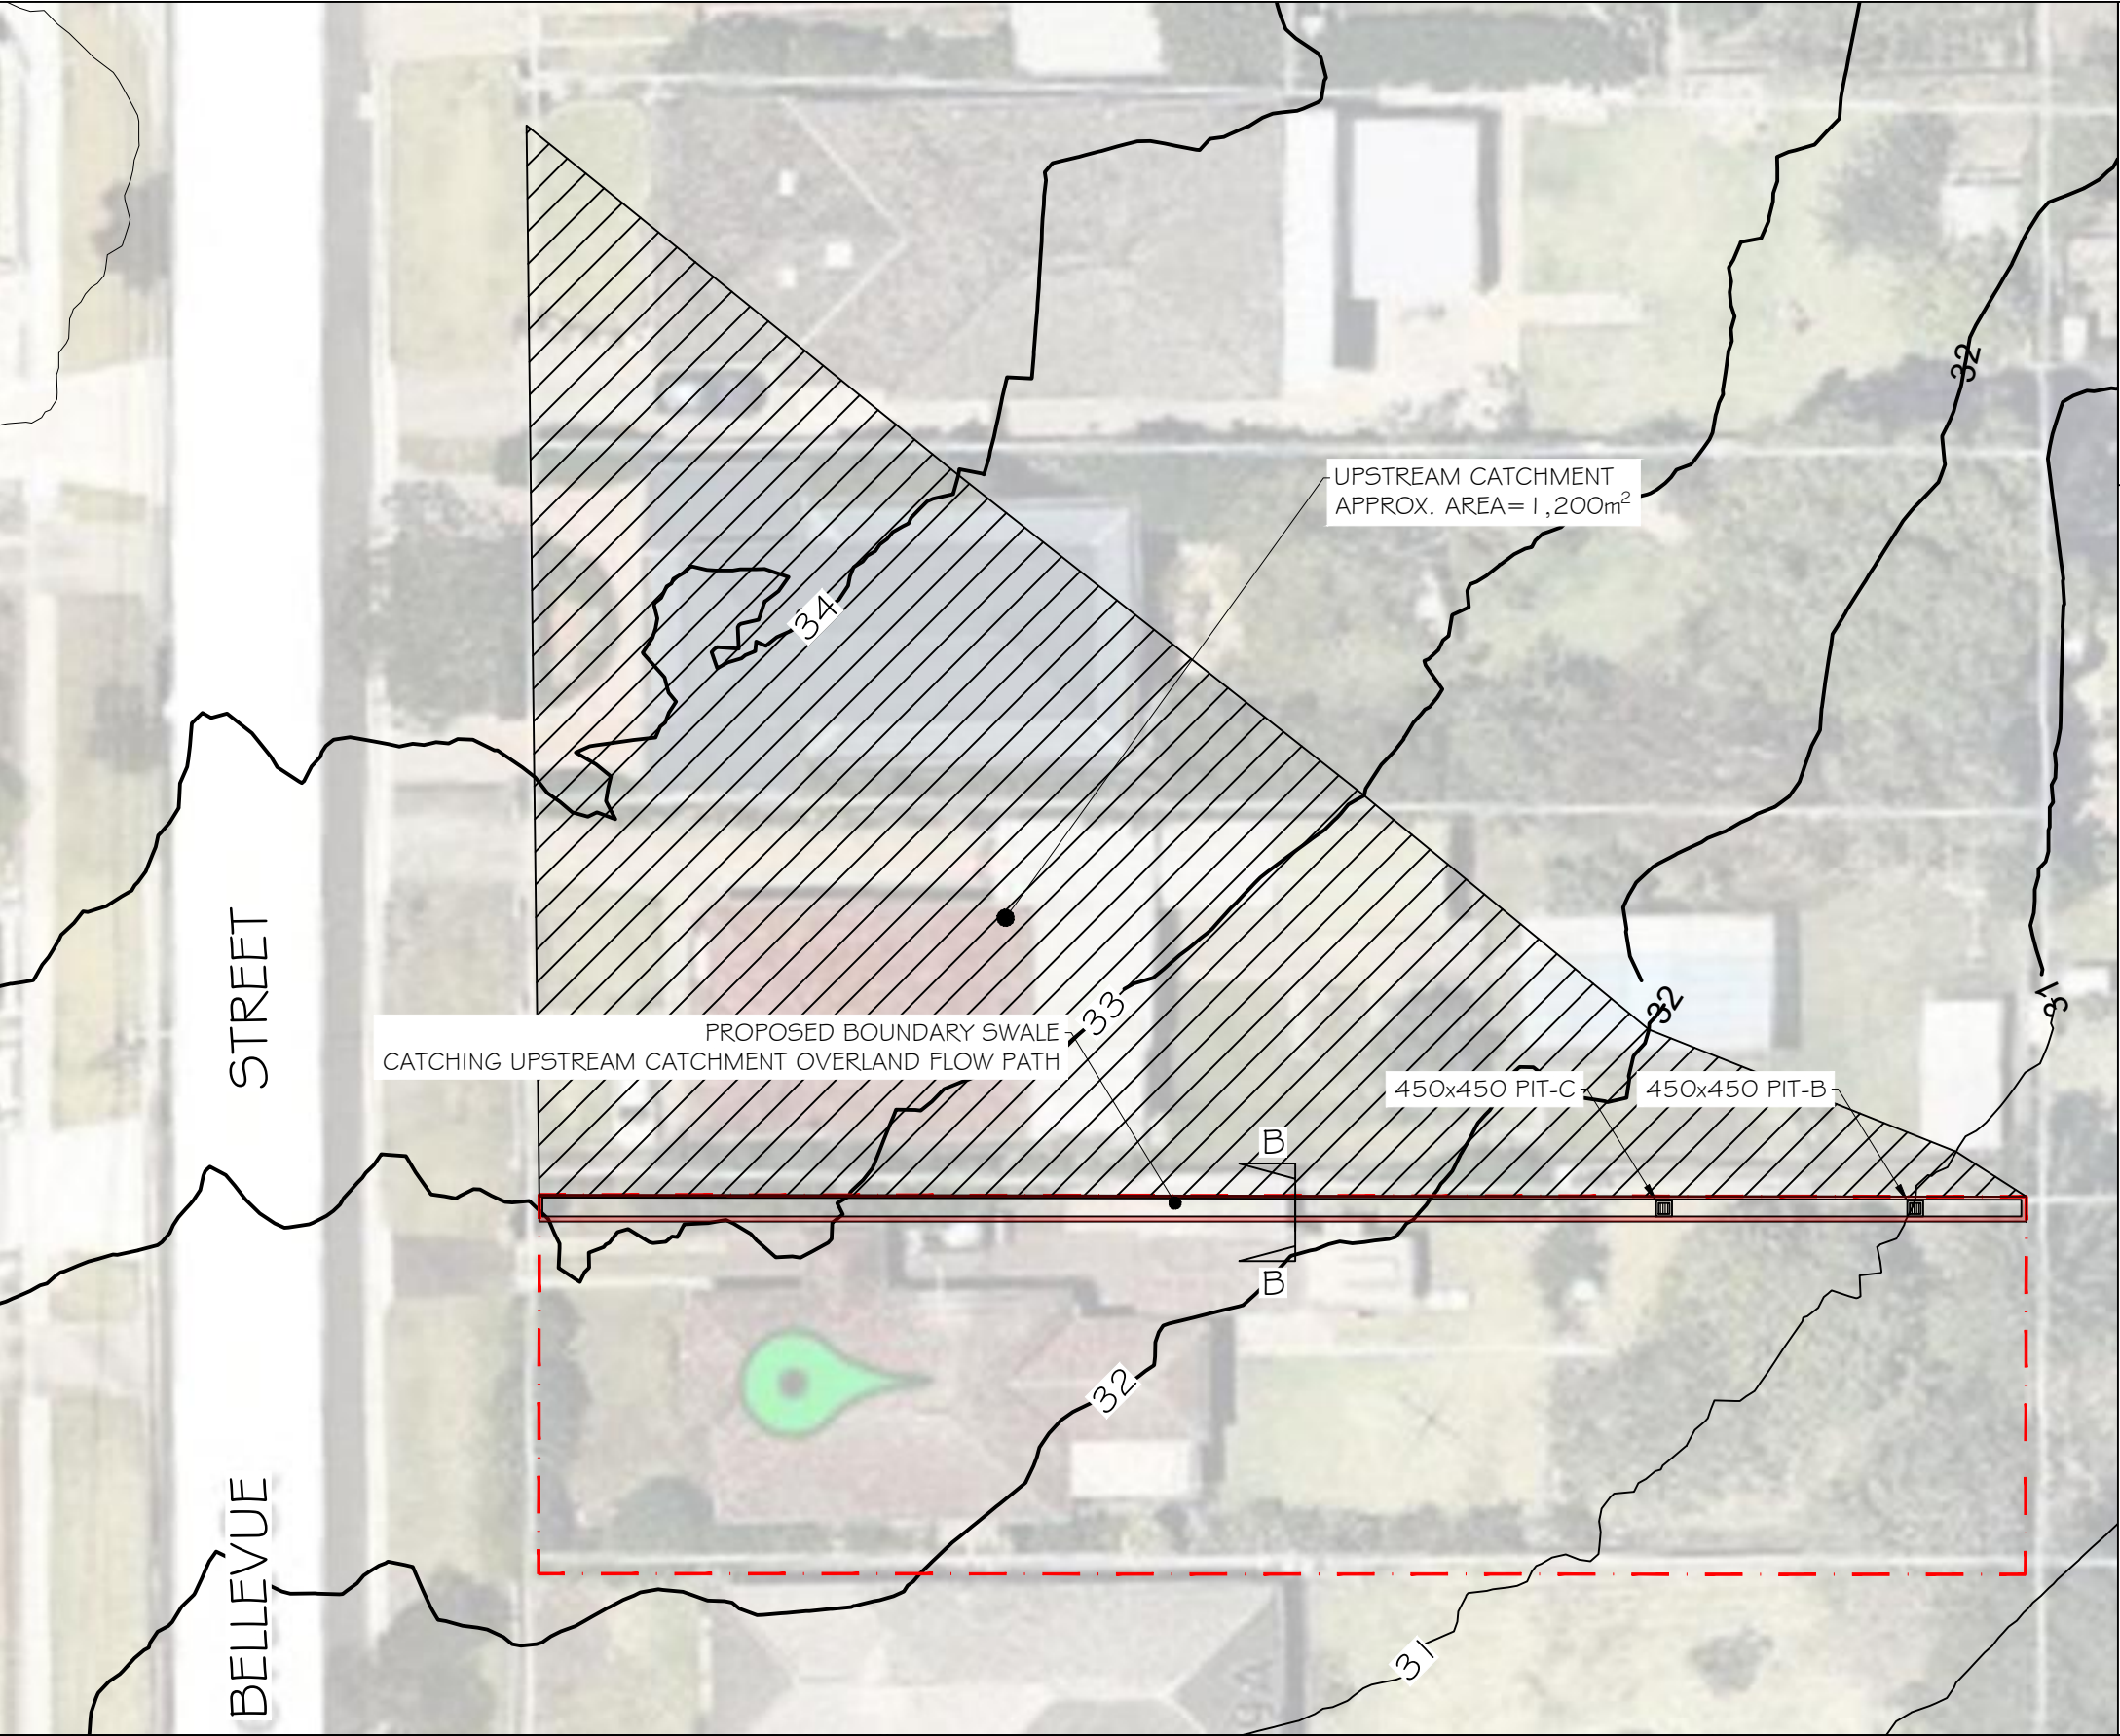 32
UPSTREAM CATCHMENT
APPROX. AREA=1,200m²
34
STREET
33
PROPOSED BOUNDARY SWALE
CATCHING UPSTREAM CATCHMENT OVERLAND FLOW PATH
32
31
450x450 PIT-C
450x450 PIT-B
B
B
32
BELLEVUE
31